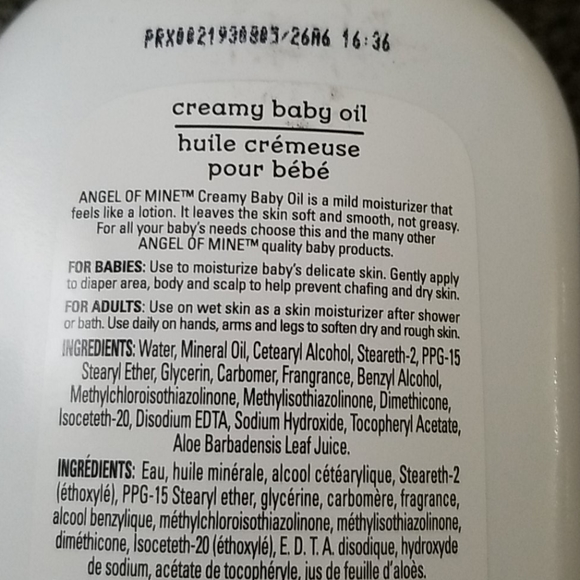 PRX0021930803/26A6 16:36
creamy baby oil
huile crémeuse
pour bébé
ANGEL OF MINE™ Creamy Baby Oil is a mild moisturizer that
feels like a lotion. It leaves the skin soft and smooth, not greasy.
For all your baby's needs choose this and the many other
ANGEL OF MINE™ quality baby products.
FOR BABIES: Use to moisturize baby's delicate skin. Gently apply
to diaper area, body and scalp to help prevent chafing and dry skin.
FOR ADULTS: Use on wet skin as a skin moisturizer after shower
or bath. Use daily on hands, arms and legs to soften dry and rough skin.
INGREDIENTS: Water, Mineral Oil, Cetearyl Alcohol, Steareth-2, PPG-15
Stearyl Ether, Glycerin, Carbomer, Frangrance, Benzyl Alcohol,
Methylchloroisothiazolinone, Methylisothiazolinone, Dimethicone,
Isoceteth-20, Disodium EDTA, Sodium Hydroxide, Tocopheryl Acetate,
Aloe Barbadensis Leaf Juice.
INGRÉDIENTS: Eau, huile minérale, alcool cétéarylique, Steareth-2
(éthoxylé), PPG-15 Stearyl ether, glycérine, carbomère, fragrance,
alcool benzylique, méthylchloroisothiazolinone, méthylisothiazolinone,
diméthicone, Isoceteth-20 (éthoxylé), E. D. T. A. disodique, hydroxyde
de sodium, acétate de tocophéryle, jus de feuille d'aloès.